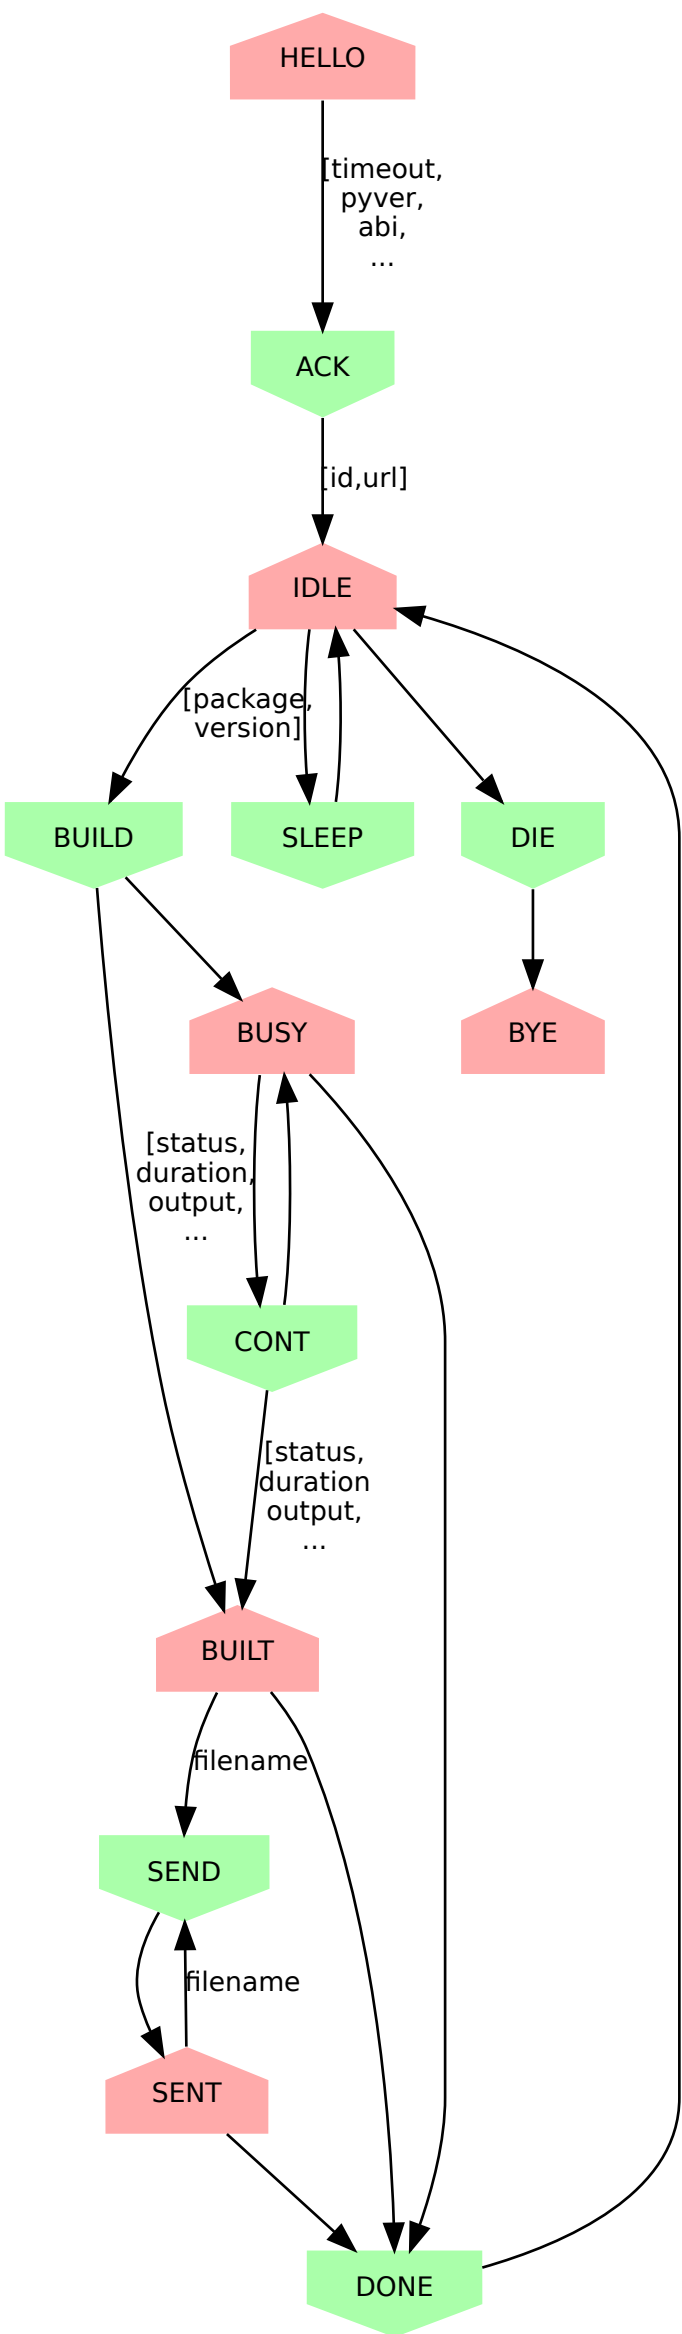 HELLO
[timeout,
pyver,
abi,
...
ACK
[id,url]
IDLE
[package,
version]
BUILD
SLEEP
DIE
BUSY
BYE
[status,
duration,
output,
...
CONT
[status,
duration
output,
...
BUILT
filename
SEND
filename
SENT
DONE